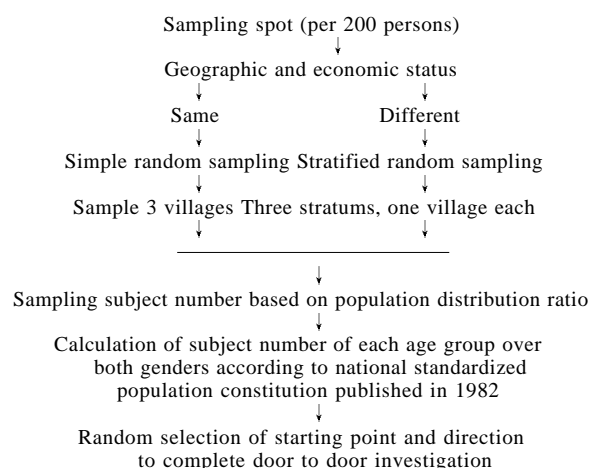 Sampling spot (per 200 persons)
Geographic and economic status
Same Different
Simple random sampling Stratified random sampling
Sample 3 villages Three stratums, one village each
Sampling subject number based on population distribution ratio
Calculation of subject number of each age group over
both genders according to national standardized
population constitution published in 1982
Random selection of starting point and direction
to complete door to door investigation